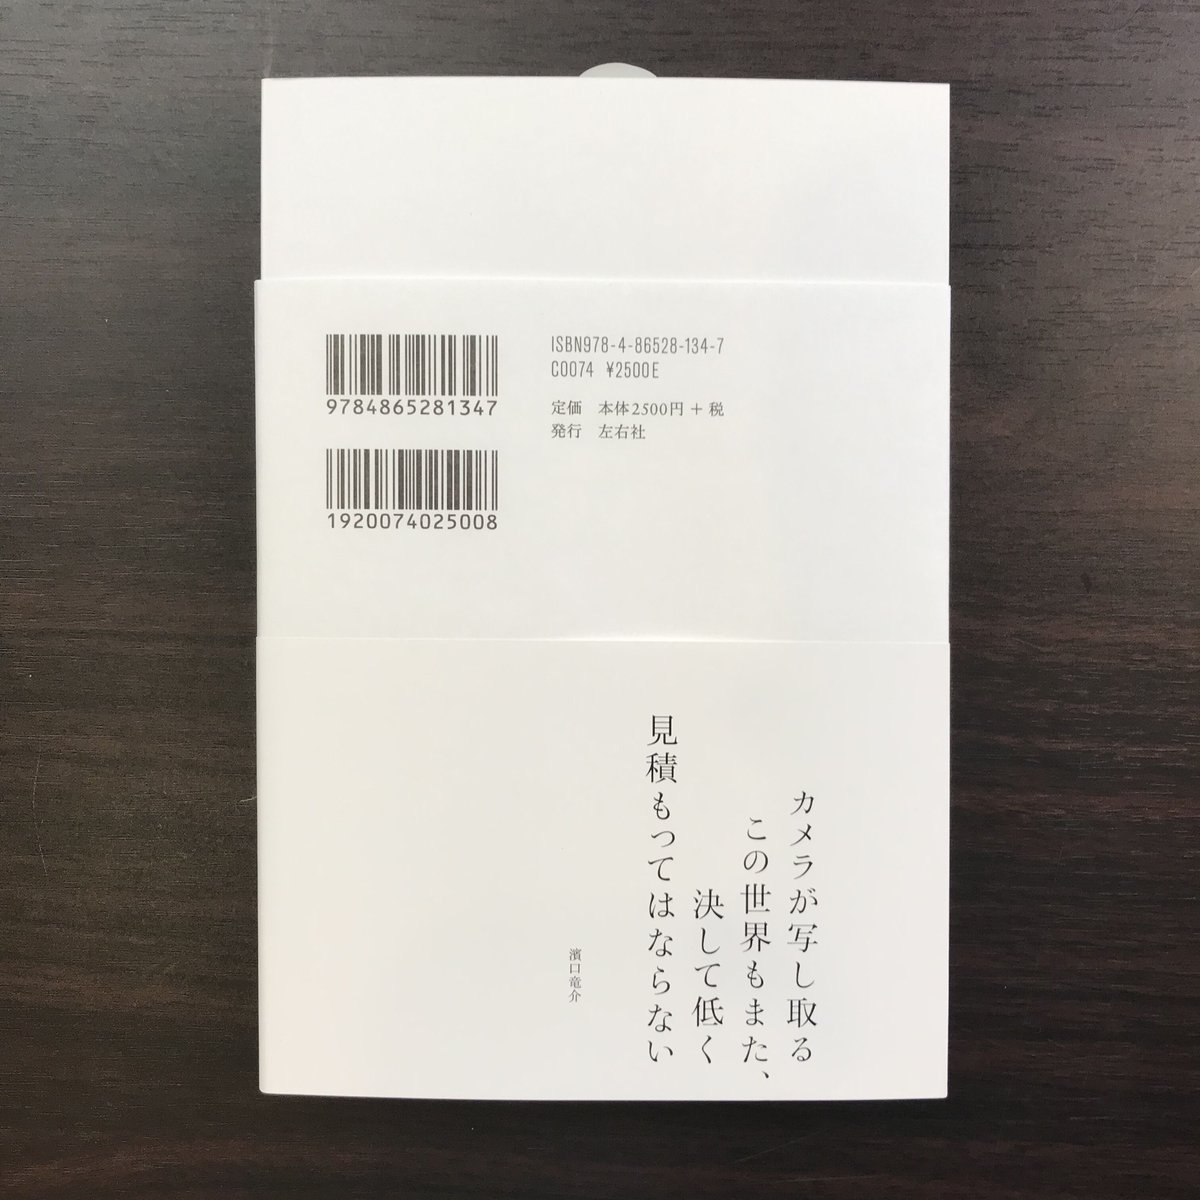 9784865281347
ISBN978-4-86528-134-7
C0074 ¥2500E
定価 本体2500円+税
発行 左右社
1920074025008
カメラが写し取る
この世界もまた、
決して低く
見積もってはならない
濱口竜介